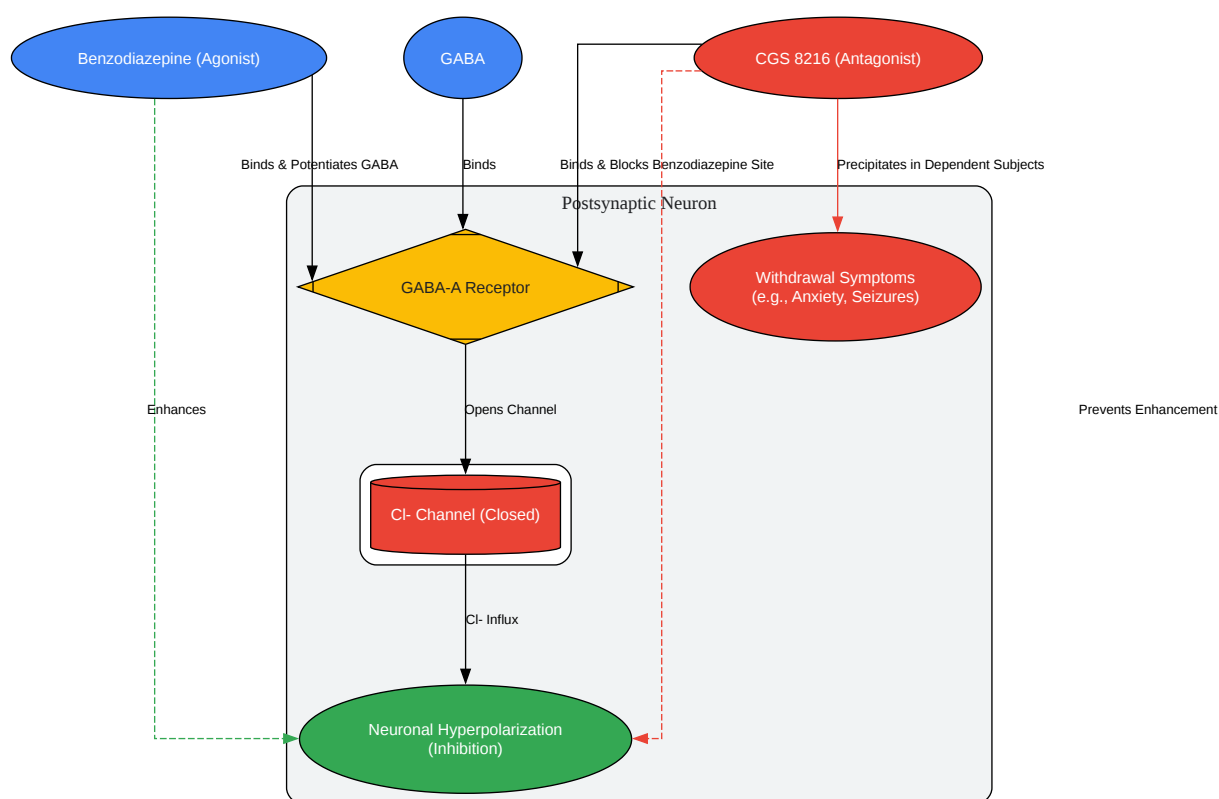 Benzodiazepine (Agonist)
GABA
CGS 8216 (Antagonist)
Binds & Potentiates GABA
Binds
Binds & Blocks Benzodiazepine Site
Precipitates in Dependent Subjects
Postsynaptic Neuron
GABA-A Receptor
Withdrawal Symptoms
(e.g., Anxiety, Seizures)
Enhances
Opens Channel
Prevents Enhancement
Cl- Channel (Closed)
Cl- Influx
Neuronal Hyperpolarization
(Inhibition)